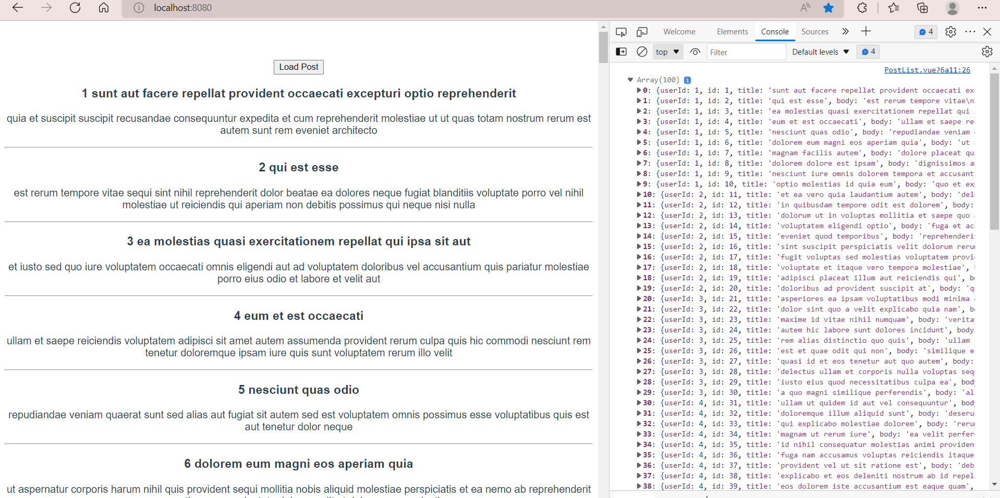 localhost:8080
Load Post
1 sunt aut facere repellat provident occaecati excepturi optio reprehenderit
quia et suscipit suscipit recusandae consequuntur expedita et cum reprehenderit molestiae ut ut quas totam nostrum rerum est
autem sunt rem eveniet architecto
2 qui est esse
est rerum tempore vitae sequi sint nihil reprehenderit dolor beatae ea dolores neque fugiat blanditiis voluptate porro vel nihil
molestiae ut reiciendis qui aperiam non debitis possimus qui neque nisi nulla
3 ea molestias quasi exercitationem repellat qui ipsa sit aut
et iusto sed quo iure voluptatem occaecati omnis eligendi aut ad voluptatem doloribus vel accusantium quis pariatur molestiae
porro eius odio et labore et velit aut
4 eum et est occaecati
ullam et saepe reiciendis voluptatem adipisci sit amet autem assumenda provident rerum culpa quis hic commodi nesciunt rem
tenetur doloremque ipsam iure quis sunt voluptatem rerum illo velit
5 nesciunt quas odio
repudiandae veniam quaerat sunt sed alias aut fugiat sit autem sed est voluptatem omnis possimus esse voluptatibus quis est
aut tenetur dolor neque
6 dolorem eum magni eos aperiam quia
ut aspernatur corporis harum nihil quis provident sequi mollitia nobis aliquid molestiae perspiciatis et ea nemo ab reprehenderit
Welcome Elements Console Sources 4
top Filter Default levels 4
PostList.vue?6a11:26
Array(100)
0: {userId: 1, id: 1, title: 'sunt aut facere repellat provident occaecati ex
1: {userId: 1, id: 2, title: 'qui est esse', body: 'est rerum tempore vitae\n
2: {userId: 1, id: 3, title: 'ea molestias quasi exercitationem repellat qui
3: {userId: 1, id: 4, title: 'eum et est occaecati', body: 'ullam et saepe re
4: {userId: 1, id: 5, title: 'nesciunt quas odio', body: 'repudiandae veniam
5: {userId: 1, id: 6, title: 'dolorem eum magni eos aperiam quia', body: 'ut
6: {userId: 1, id: 7, title: 'magnam facilis autem', body: 'dolore placeat qu
7: {userId: 1, id: 8, title: 'dolorem dolore est ipsam', body: 'dignissimos a
8: {userId: 1, id: 9, title: 'nesciunt iure omnis dolorem tempora et accusant
9: {userId: 1, id: 10, title: 'optio molestias id quia eum', body: 'quo et ex
10: {userId: 2, id: 11, title: 'et ea vero quia laudantium autem', body: 'del
11: {userId: 2, id: 12, title: 'in quibusdam tempore odit est dolorem', body:
12: {userId: 2, id: 13, title: 'dolorum ut in voluptas mollitia et saepe quo
13: {userId: 2, id: 14, title: 'voluptatem eligendi optio', body: 'fuga et ac
14: {userId: 2, id: 15, title: 'eveniet quod temporibus', body: 'reprehenderi
15: {userId: 2, id: 16, title: 'sint suscipit perspiciatis velit dolorum reru
16: {userId: 2, id: 17, title: 'fugit voluptas sed molestias voluptatem provi
17: {userId: 2, id: 18, title: 'voluptate et itaque vero tempora molestiae',
18: {userId: 2, id: 19, title: 'adipisci placeat illum aut reiciendis qui', b
19: {userId: 2, id: 20, title: 'doloribus ad provident suscipit at', body: 'q
20: {userId: 3, id: 21, title: 'asperiores ea ipsam voluptatibus modi minima
21: {userId: 3, id: 22, title: 'dolor sint quo a velit explicabo quia nam', b
22: {userId: 3, id: 23, title: 'maxime id vitae nihil numquam', body: 'verita
23: {userId: 3, id: 24, title: 'autem hic labore sunt dolores incidunt', body
24: {userId: 3, id: 25, title: 'rem alias distinctio quo quis', body: 'ullam
25: {userId: 3, id: 26, title: 'est et quae odit qui non', body: 'similique e
26: {userId: 3, id: 27, title: 'quasi id et eos tenetur aut quo autem', body:
27: {userId: 3, id: 28, title: 'delectus ullam et corporis nulla voluptas seq
28: {userId: 3, id: 29, title: 'iusto eius quod necessitatibus culpa ea', bod
29: {userId: 3, id: 30, title: 'a quo magni similique perferendis', body: 'al
30: {userId: 4, id: 31, title: 'ullam ut quidem id aut vel consequuntur', bod
31: {userId: 4, id: 32, title: 'doloremque illum aliquid sunt', body: 'deseru
32: {userId: 4, id: 33, title: 'qui explicabo molestiae dolorem', body: 'reru
33: {userId: 4, id: 34, title: 'magnam ut rerum iure', body: 'ea velit perfer
34: {userId: 4, id: 35, title: 'id nihil consequatur molestias animi providen
35: {userId: 4, id: 36, title: 'fuga nam accusamus voluptas reiciendis itaque
36: {userId: 4, id: 37, title: 'provident vel ut sit ratione est', body: 'deb
37: {userId: 4, id: 38, title: 'explicabo et eos deleniti nostrum ab id repel
38: {userId: 4, id: 39, title: 'eos dolorem iste accusantium est eaque quam',